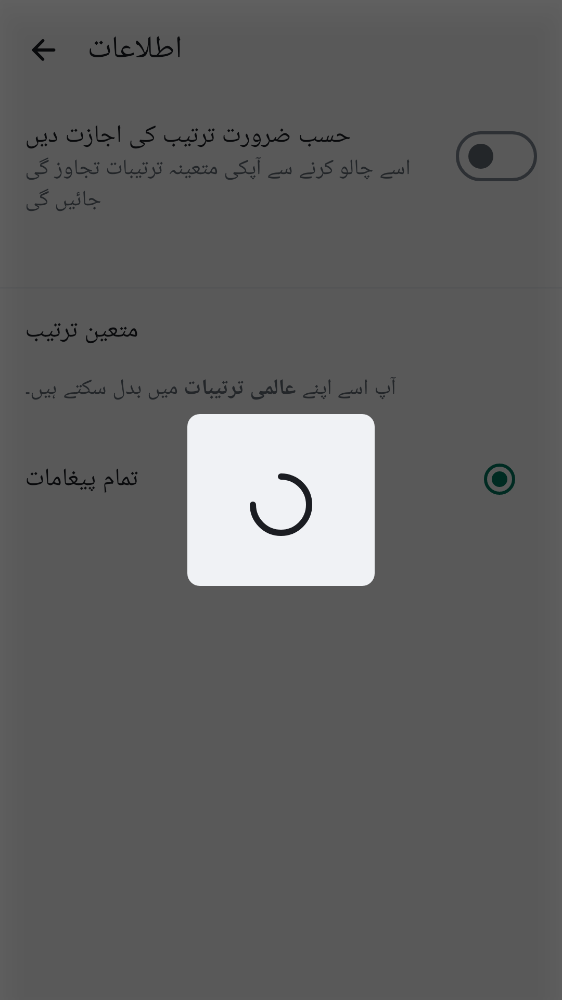 اطلاعات
حسب ضرورت ترتیب کی اجازت دیں
اسے چالو کرنے سے آپکی متعینہ ترتیبات تجاوز گی
جائیں گی
متعین ترتیب
آپ اسے اپنے عالمی ترتیبات میں بدل سکتے ہیں۔
تمام پیغامات